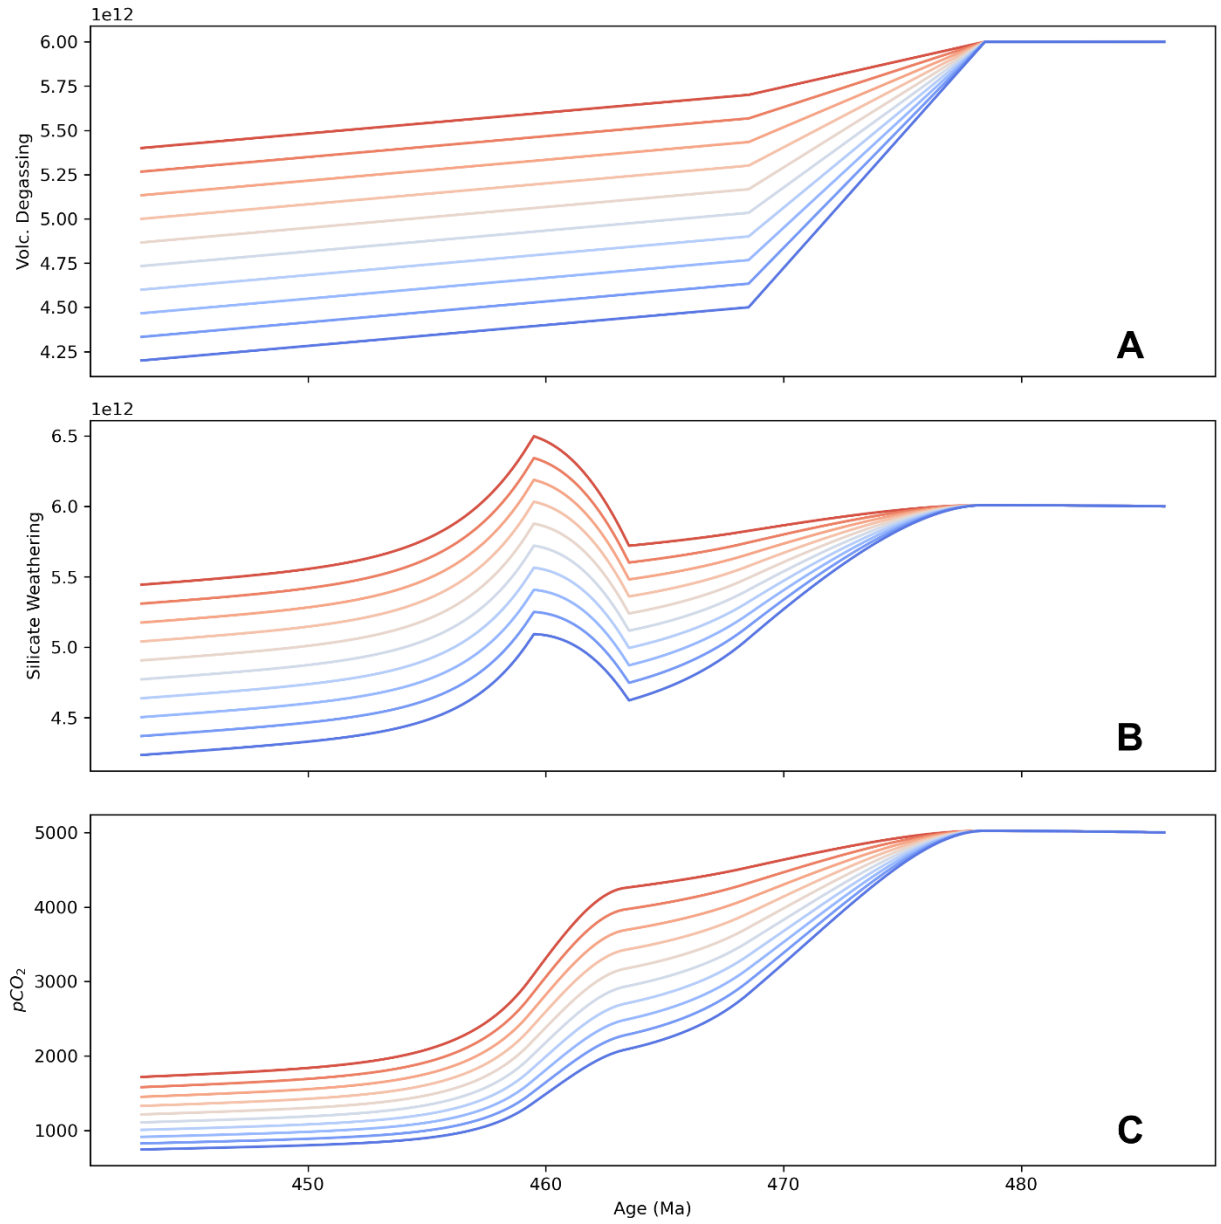 1e12
6.00
5.75
5.50
5.25
5.00
4.75
4.50
4.25
Volc. Degassing
A
1e12
6.5
6.0
5.5
5.0
4.5
Silicate Weathering
B
5000
4000
3000
2000
1000
pCO₂
C
450 460 470 480
Age (Ma)